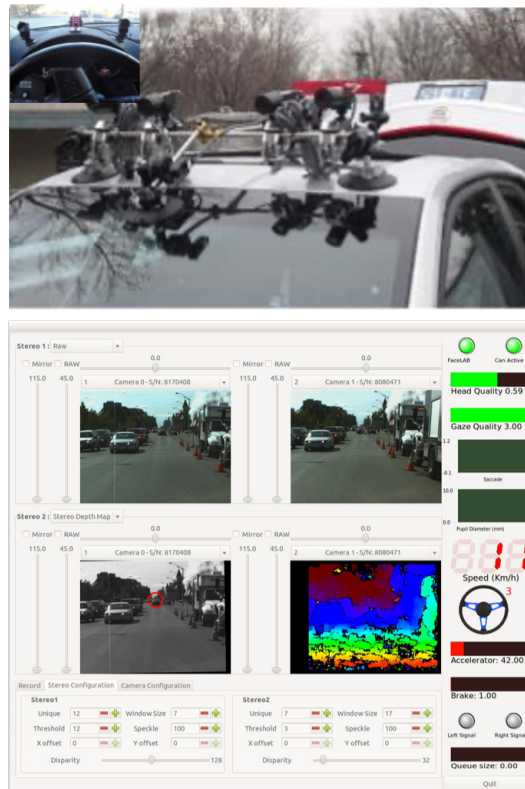 Stereo 1: Raw
Mirror RAW 0.0 Mirror RAW 0.0
115.0 45.0 1 Camera 0 - S/N: 8170408 115.0 45.0 2 Camera 1 - S/N: 8080471
Stereo 2: Stereo Depth Map
Mirror RAW 0.0 Mirror RAW 0.0
115.0 45.0 1 Camera 0 - S/N: 8170408 115.0 45.0 2 Camera 1 - S/N: 8080471
Record Stereo Configuration Camera Configuration
Stereo1 Stereo2
Unique 12 Window Size 7 Unique 7 Window Size 17
Threshold 12 Speckle 100 Threshold 3 Speckle 100
X offset 0 Y offset 0 X offset 0 Y offset 0
Disparity 128 Disparity 32
FaceLAB Can Active
Head Quality 0.59
Gaze Quality 3.00
1.2
-0.1
Saccade
10.0
0.0
Pupil Diameter (mm)
Speed (Km/h)
3
Accelerator: 42.00
Brake: 1.00
Left Signal Right Signa
Queue size: 0.00
Quit